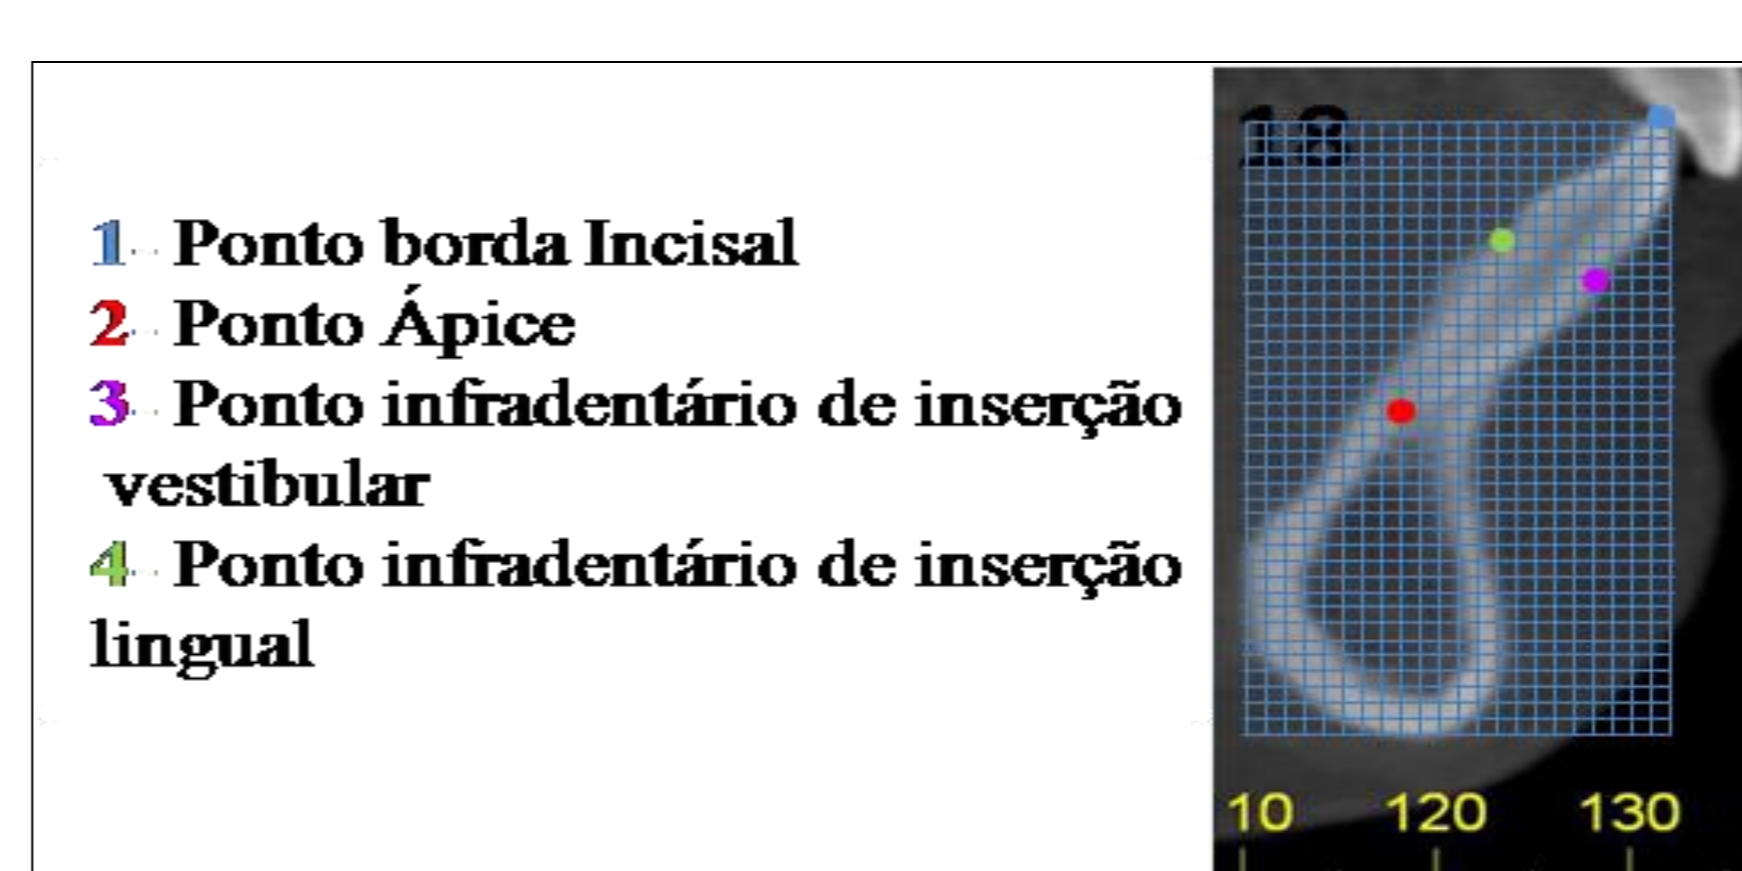 1- Ponto borda Incisal
2- Ponto Ápice
3- Ponto infradentário de inserção
vestibular
4- Ponto infradentário de inserção
lingual
18
10 120 130